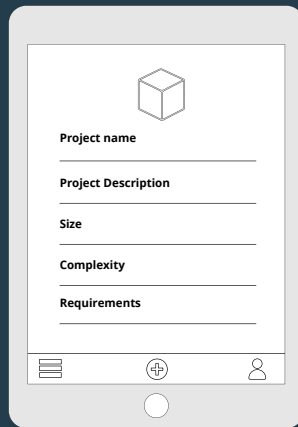 Project name
Project Description
Size
Complexity
Requirements